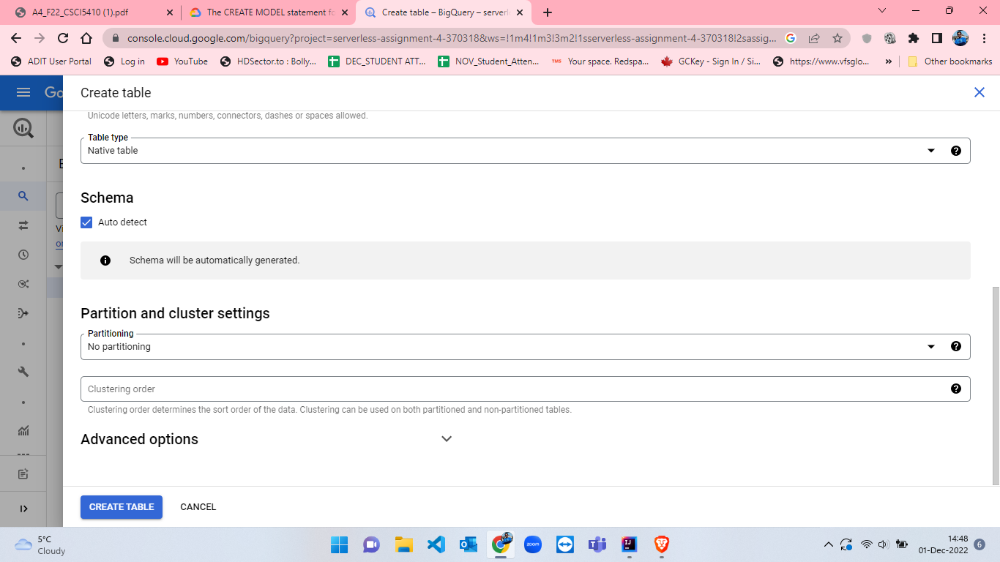 A4_F22_CSCI5410 (1).pdf
The CREATE MODEL statement fo
Create table – BigQuery – serverle
console.cloud.google.com/bigquery?project=serverless-assignment-4-370318&ws=!1m4!1m3!3m2!1sserverless-assignment-4-370318!2sassig...
ADIT User Portal
Log in
YouTube
HDSector.to : Bolly...
DEC_STUDENT ATT...
NOV_Student_Atten...
TMS
Your space. Redspa...
GCKey - Sign In / Si...
https://www.vfsglo...
»
Other bookmarks
Go
Create table
Unicode letters, marks, numbers, connectors, dashes or spaces allowed.
Table type
Native table
Schema
Auto detect
Vi
or
Schema will be automatically generated.
Partition and cluster settings
Partitioning
No partitioning
Clustering order
Clustering order determines the sort order of the data. Clustering can be used on both partitioned and non-partitioned tables.
Advanced options
CREATE TABLE
CANCEL
5°C
Cloudy
zoom
14:48
01-Dec-2022
6